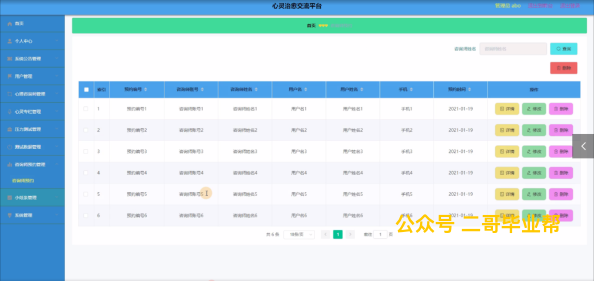 心灵治愈交流平台
管理员 abo
首页
首页
个人中心
系统公告管理
用户管理
心理咨询师管理
心灵专栏管理
压力测试管理
测试数据管理
咨询师预约管理
咨询师预约
小纸条管理
系统管理
咨询师姓名
查询
删除
索引 预约编号 咨询师账号 咨询师姓名 用户名 用户姓名 手机 预约时间 操作
1 预约编号1 咨询师账号1 咨询师姓名1 用户名1 用户姓名1 手机1 2021-01-19 详情 修改 删除
2 预约编号2 咨询师账号2 咨询师姓名2 用户名2 用户姓名2 手机2 2021-01-19 详情 修改 删除
3 预约编号3 咨询师账号3 咨询师姓名3 用户名3 用户姓名3 手机3 2021-01-19 详情 修改 删除
4 预约编号4 咨询师账号4 咨询师姓名4 用户名4 用户姓名4 手机4 2021-01-19 详情 修改 删除
5 预约编号5 咨询师账号5 咨询师姓名5 用户名5 用户姓名5 手机5 2021-01-19 详情 修改 删除
6 预约编号6 咨询师账号6 咨询师姓名6 用户名6 用户姓名6 手机6 2021-01-19 详情 修改 删除
公众号 二哥毕业帮
共 6 条 10条/页 1 前往 1 页